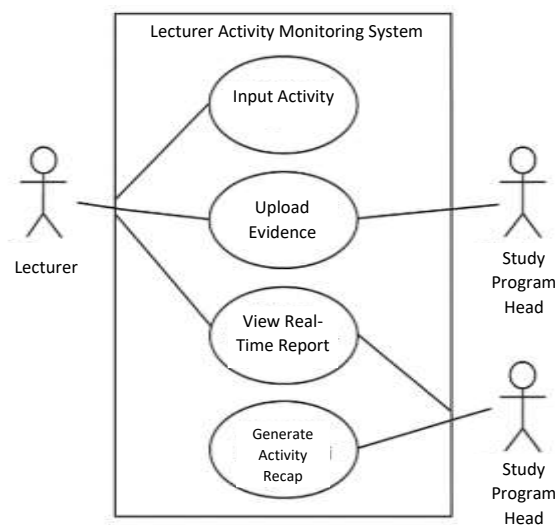 Lecturer Activity Monitoring System
Input Activity
Upload
Evidence
Lecturer
Study
Program
Head
View Real-
Time Report
Generate
Activity
Recap
Study
Program
Head